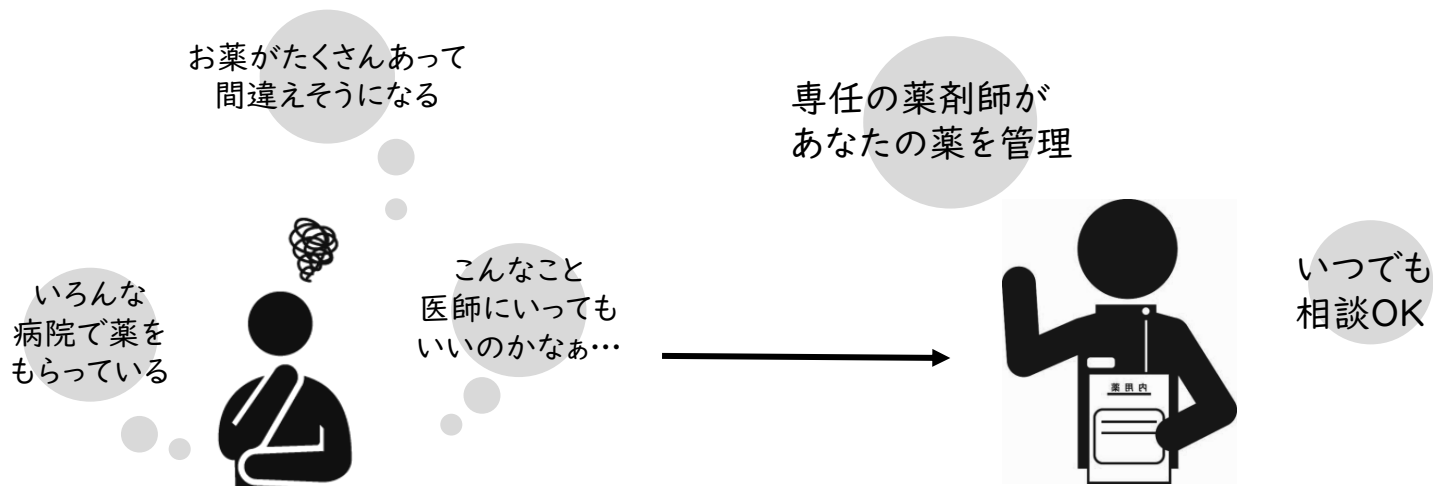 お薬がたくさんあって
間違えそうになる
いろんな
病院で薬を
もらっている
こんなこと
医師にいっても
いいのかなぁ…
専任の薬剤師が
あなたの薬を管理
いつでも
相談OK
薬用内